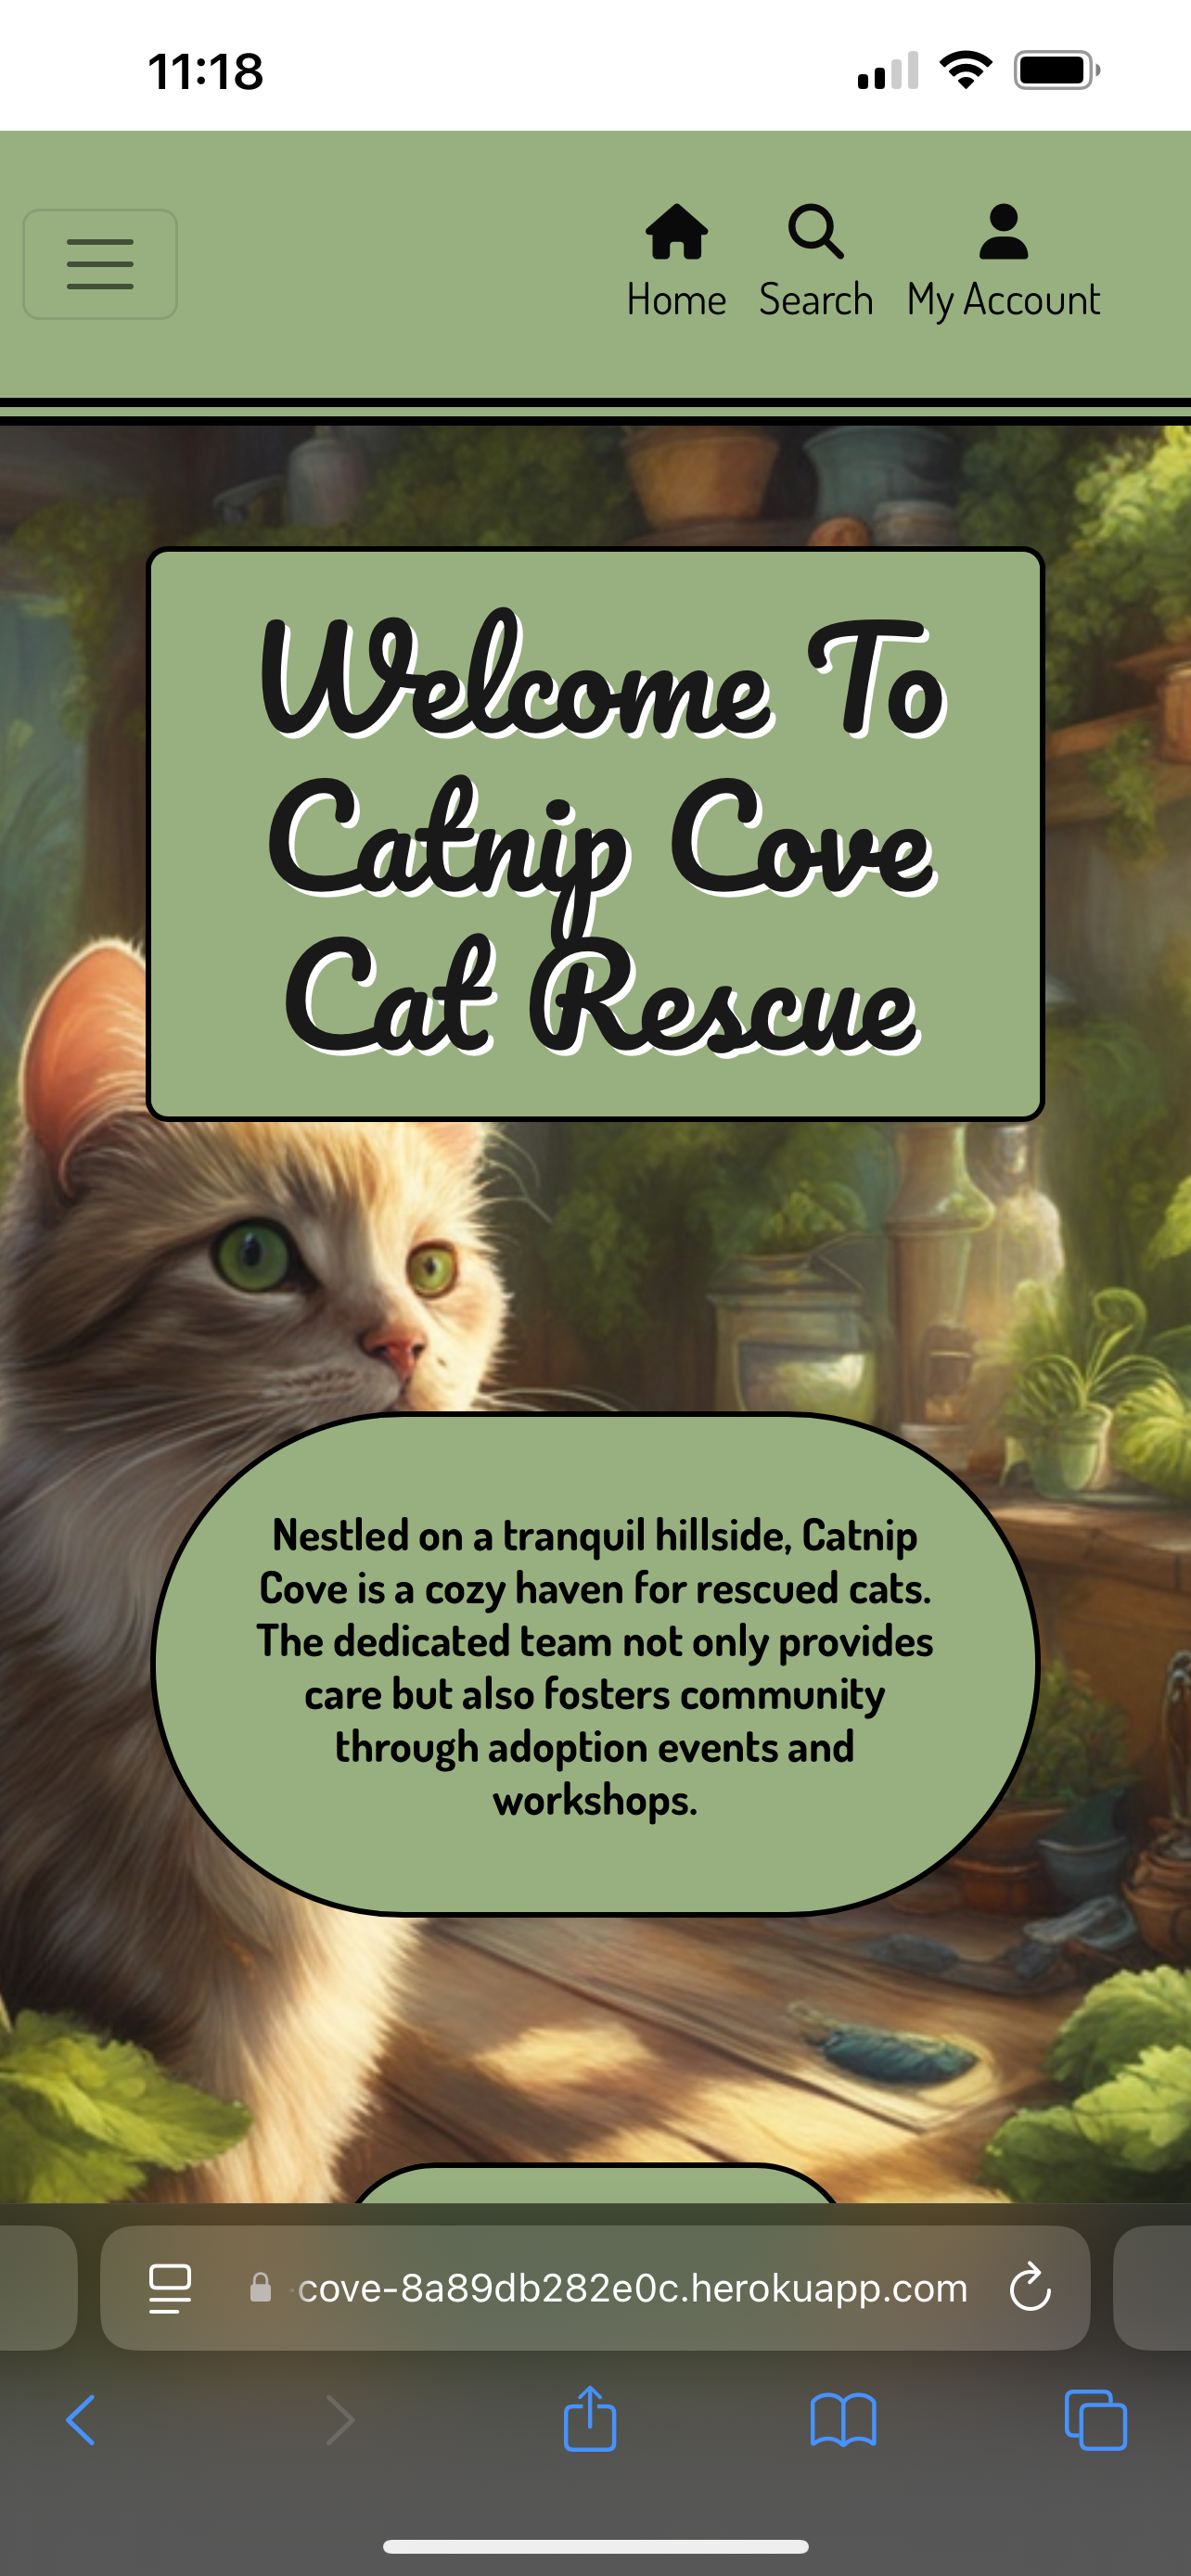 11:18
Home Search My Account
Welcome To
Catnip Cove
Cat Rescue
Nestled on a tranquil hillside, Catnip
Cove is a cozy haven for rescued cats.
The dedicated team not only provides
care but also fosters community
through adoption events and
workshops.
-cove-8a89db282e0c.herokuapp.com